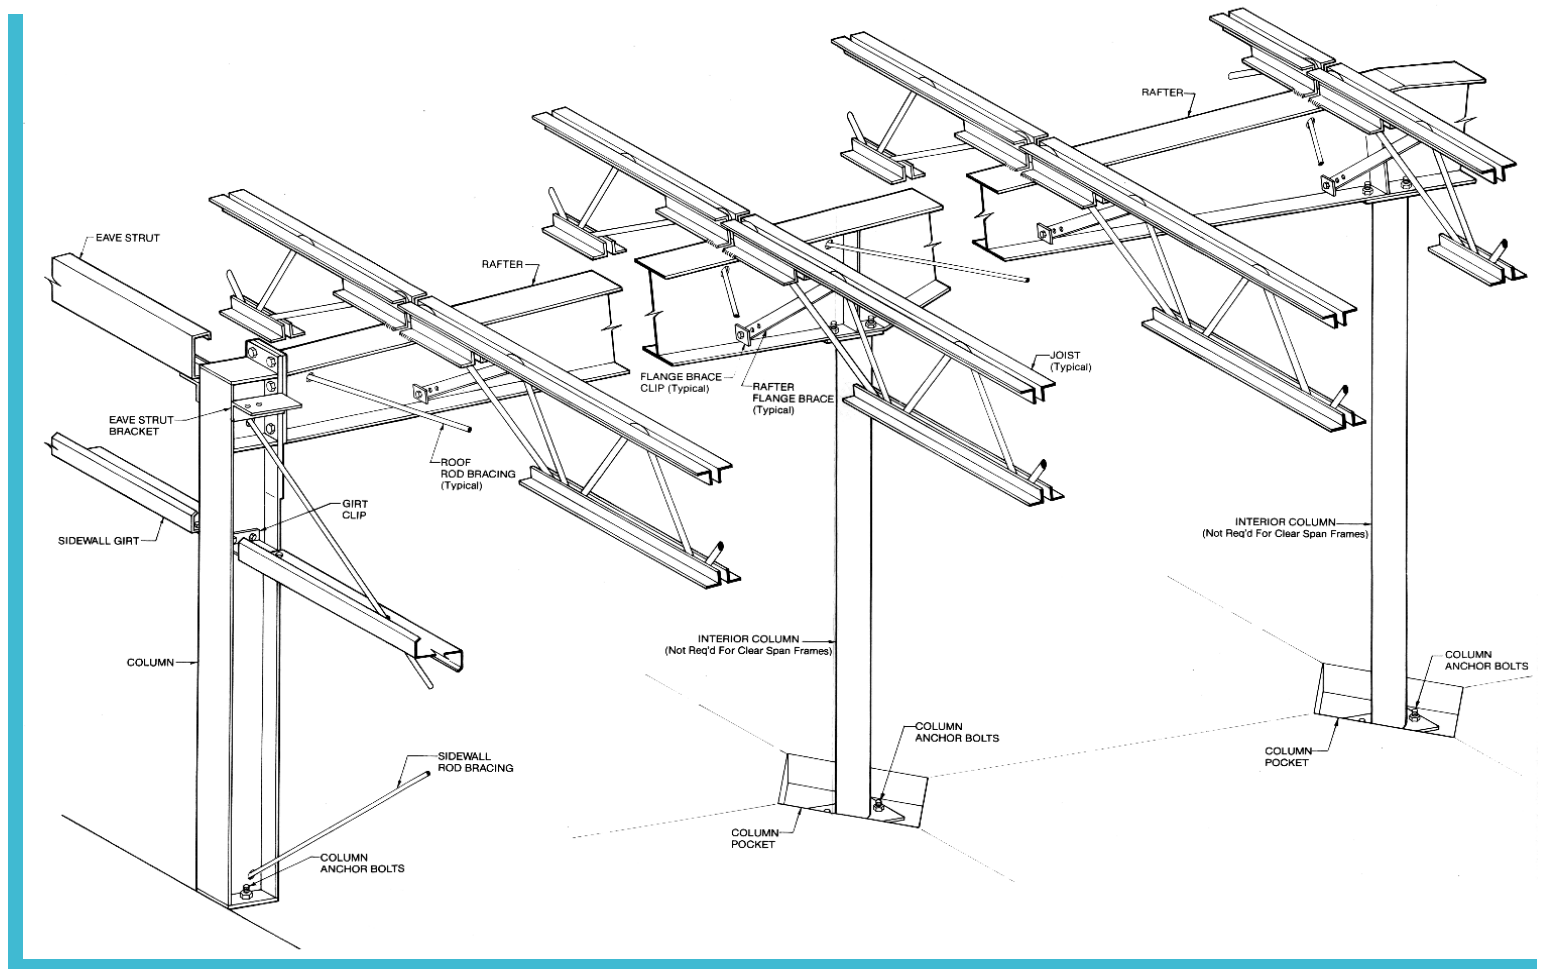 RAFTER
EAVE STRUT
RAFTER
JOIST
(Typical)
FLANGE BRACE
CLIP (Typical)
RAFTER
FLANGE BRACE
(Typical)
EAVE STRUT
BRACKET
ROOF
ROD BRACING
(Typical)
GIRT
CLIP
SIDEWALL GIRT
INTERIOR COLUMN
(Not Req'd For Clear Span Frames)
INTERIOR COLUMN
(Not Req'd For Clear Span Frames)
COLUMN
COLUMN
ANCHOR BOLTS
COLUMN
ANCHOR BOLTS
COLUMN
POCKET
SIDEWALL
ROD BRACING
COLUMN
POCKET
COLUMN
ANCHOR BOLTS